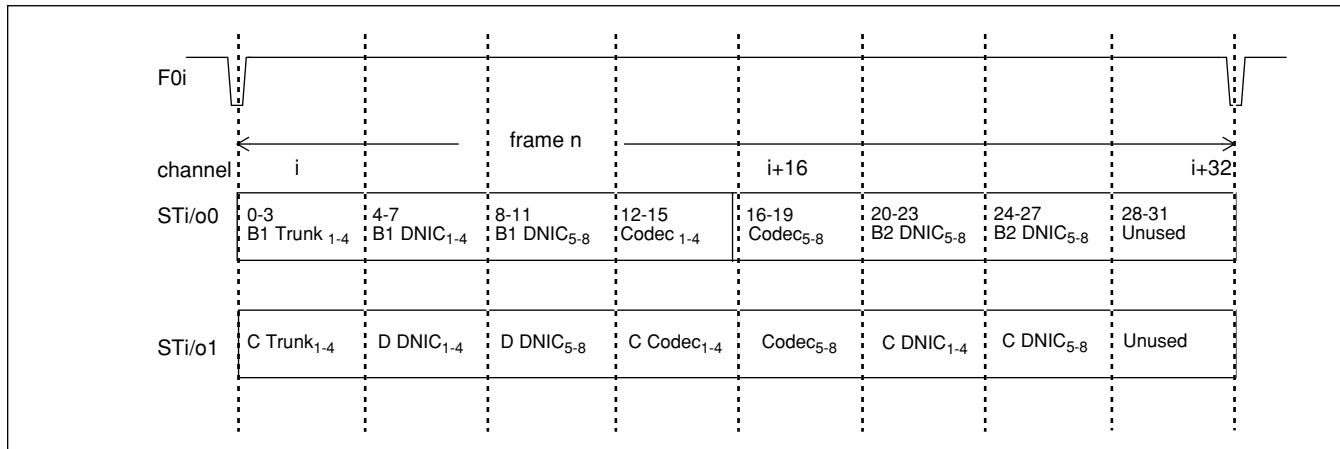 F0i
frame n
channel i i+16 i+32
STi/o0
0-3 4-7 8-11 12-15 16-19 20-23 24-27 28-31
B1 Trunk 1-4 B1 DNIC1-4 B1 DNIC5-8 Codec 1-4 Codec5-8 B2 DNIC5-8 B2 DNIC5-8 Unused
STi/o1 C Trunk1-4 D DNIC1-4 D DNIC5-8 C Codec1-4 Codec5-8 C DNIC1-4 C DNIC5-8 Unused